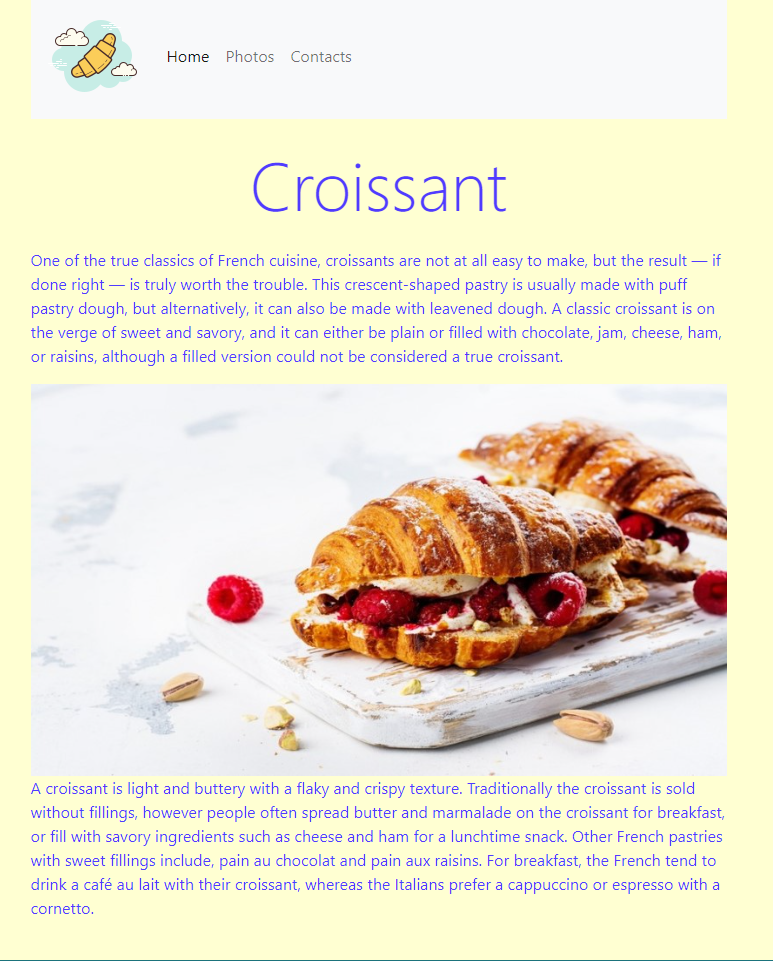 Home Photos Contacts
Croissant
One of the true classics of French cuisine, croissants are not at all easy to make, but the result — if
done right — is truly worth the trouble. This crescent-shaped pastry is usually made with puff
pastry dough, but alternatively, it can also be made with leavened dough. A classic croissant is on
the verge of sweet and savory, and it can either be plain or filled with chocolate, jam, cheese, ham,
or raisins, although a filled version could not be considered a true croissant.
A croissant is light and buttery with a flaky and crispy texture. Traditionally the croissant is sold
without fillings, however people often spread butter and marmalade on the croissant for breakfast,
or fill with savory ingredients such as cheese and ham for a lunchtime snack. Other French pastries
with sweet fillings include, pain au chocolat and pain aux raisins. For breakfast, the French tend to
drink a café au lait with their croissant, whereas the Italians prefer a cappuccino or espresso with a
cornetto.